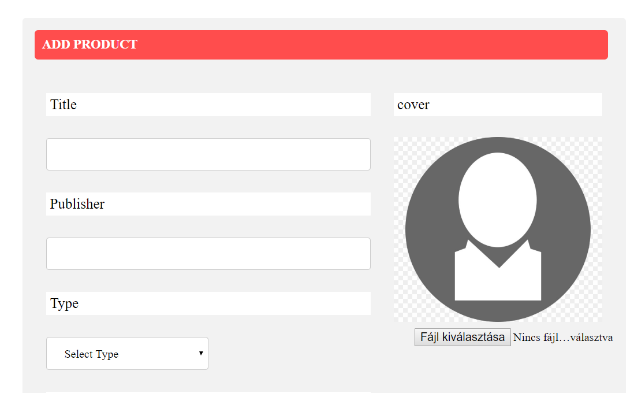 ADD PRODUCT
Title
Publisher
Type
Select Type
cover
Fájl kiválasztása Nincs fájl…választva